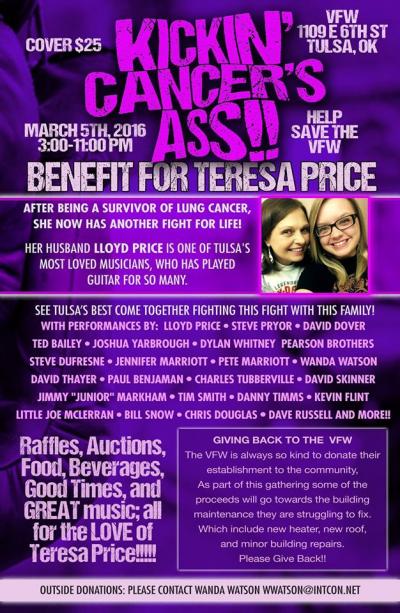 COVER $25
KICKIN'
CANCER'S
ASS!!
VFW
1109 E 6TH ST
TULSA, OK
MARCH 5TH, 2016
3:00-11:00 PM
HELP
SAVE THE
VFW
BENEFIT FOR TERESA PRICE
AFTER BEING A SURVIVOR OF LUNG CANCER,
SHE NOW HAS ANOTHER FIGHT FOR LIFE!
HER HUSBAND LLOYD PRICE IS ONE OF TULSA'S
MOST LOVED MUSICIANS, WHO HAS PLAYED
GUITAR FOR SO MANY.
SEE TULSA'S BEST COME TOGETHER FIGHTING THIS FIGHT WITH THIS FAMILY!
WITH PERFORMANCES BY: LLOYD PRICE • STEVE PRYOR • DAVID DOVER
TED BAILEY • JOSHUA YARBROUGH • DYLAN WHITNEY PEARSON BROTHERS
STEVE DUFRESNE • JENNIFER MARRIOTT • PETE MARRIOTT • WANDA WATSON
DAVID THAYER • PAUL BENJAMAN • CHARLES TUBBERVILLE • DAVID SKINNER
JIMMY "JUNIOR" MARKHAM • TIM SMITH • DANNY TIMMS • KEVIN FLINT
LITTLE JOE MCLERRAN • BILL SNOW • CHRIS DOUGLAS • DAVE RUSSELL AND MORE!!
Raffles, Auctions,
Food, Beverages,
Good Times, and
GREAT music; all
for the LOVE of
Teresa Price!!!!!
GIVING BACK TO THE VFW
The VFW is always so kind to donate their
establishment to the community,
As part of this gathering some of the
proceeds will go towards the building
maintenance they are struggling to fix.
Which include new heater, new roof,
and minor building repairs.
Please Give Back!!
OUTSIDE DONATIONS: PLEASE CONTACT WANDA WATSON WWATSON@INTCON.NET